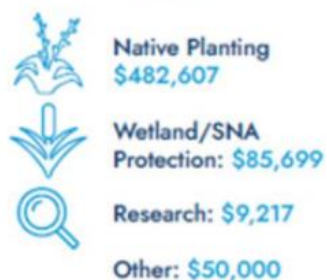 Native Planting
$482,607
Wetland/SNA
Protection: $85,699
Research: $9,217
Other: $50,000